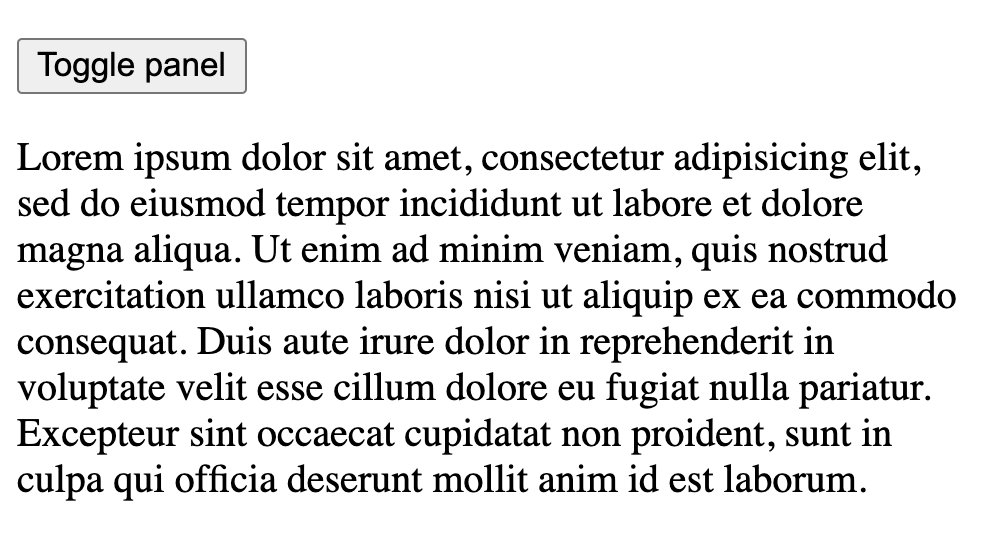 Toggle panel
Lorem ipsum dolor sit amet, consectetur adipisicing elit,
sed do eiusmod tempor incididunt ut labore et dolore
magna aliqua. Ut enim ad minim veniam, quis nostrud
exercitation ullamco laboris nisi ut aliquip ex ea commodo
consequat. Duis aute irure dolor in reprehenderit in
voluptate velit esse cillum dolore eu fugiat nulla pariatur.
Excepteur sint occaecat cupidatat non proident, sunt in
culpa qui officia deserunt mollit anim id est laborum.